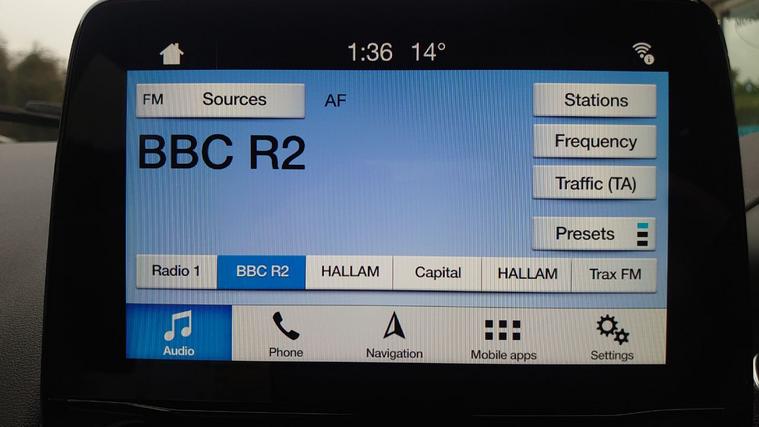 1:36 14°
FM Sources AF Stations
BBC R2
Frequency
Traffic (TA)
Presets
Radio 1 BBC R2 HALLAM Capital HALLAM Trax FM
Audio Phone Navigation Mobile apps Settings